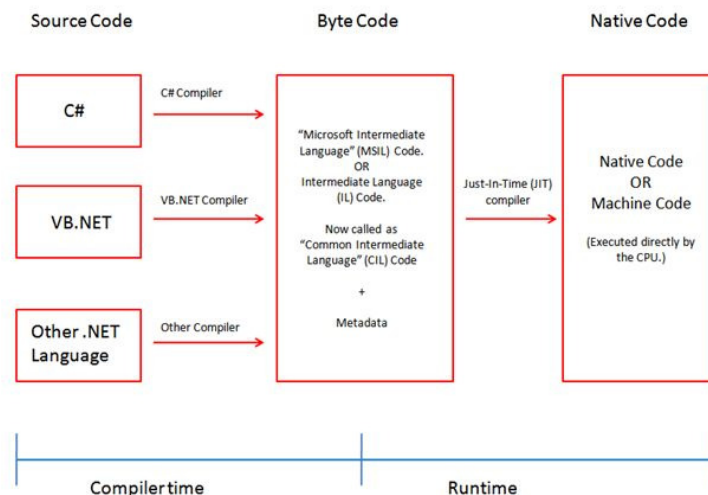 Source Code
Byte Code
Native Code
C#
C# Compiler
VB.NET
VB.NET Compiler
Other .NET
Language
Other Compiler
“Microsoft Intermediate
Language” (MSIL) Code.
OR
Intermediate Language
(IL) Code.
Now called as
“Common Intermediate
Language” (CIL) Code
+
Metadata
Just-In-Time (JIT)
compiler
Native Code
OR
Machine Code
(Executed directly by
the CPU.)
Compiler time
Runtime